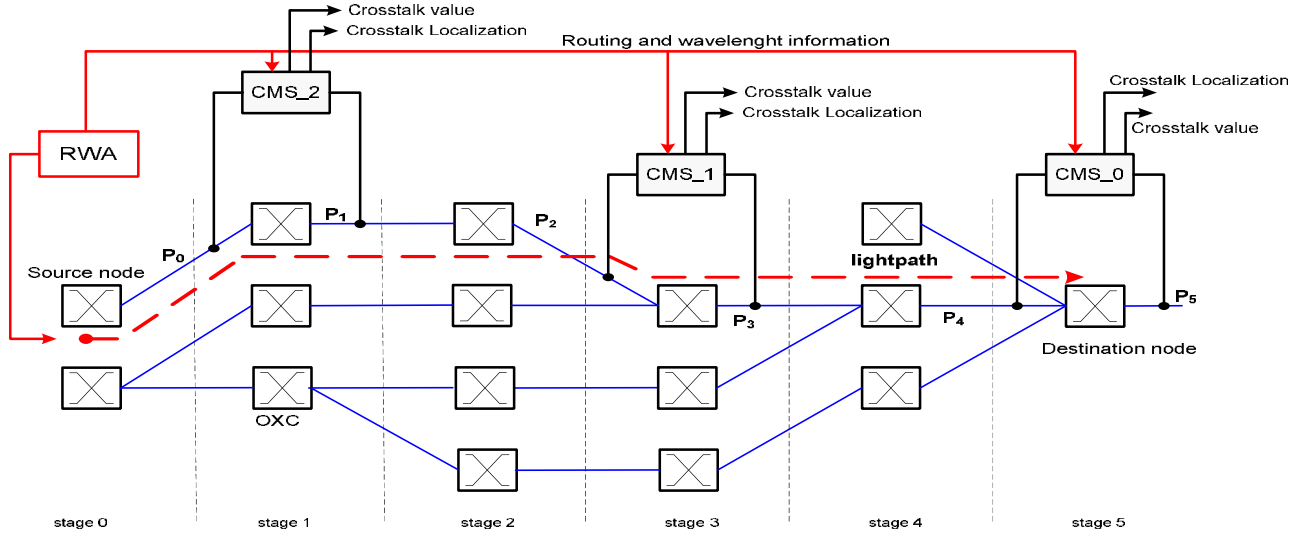 Crosstalk value
Crosstalk Localization
Routing and wavelenght information
CMS_2
Crosstalk value
Crosstalk Localization
Crosstalk Localization
Crosstalk value
RWA
CMS_1
CMS_0
P₀
P₁
P₂
lightpath
Source node
P₃
P₄
P₅
Destination node
OXC
stage 0
stage 1
stage 2
stage 3
stage 4
stage 5